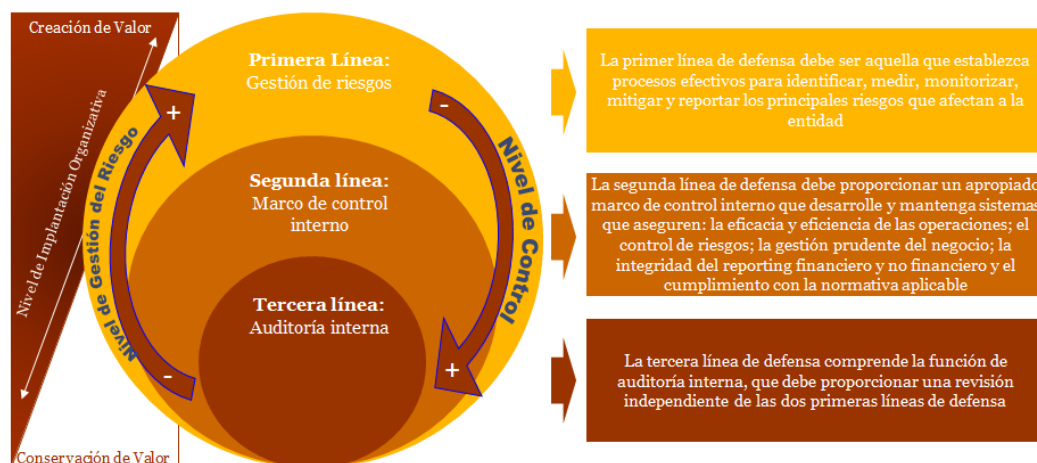 Creación de Valor
Nivel de Implantación Organizativa
Conservación de Valor
Nivel de Gestión del Riesgo
+
-
Primera Línea:
Gestión de riesgos
Segunda línea:
Marco de control
interno
Tercera línea:
Auditoría interna
-
Nivel de Control
+
La primer línea de defensa debe ser aquella que establezca
procesos efectivos para identificar, medir, monitorizar,
mitigar y reportar los principales riesgos que afectan a la
entidad
La segunda línea de defensa debe proporcionar un apropiado
marco de control interno que desarrolle y mantenga sistemas
que aseguren: la eficacia y eficiencia de las operaciones; el
control de riesgos; la gestión prudente del negocio; la
integridad del reporting financiero y no financiero y el
cumplimiento con la normativa aplicable
La tercera línea de defensa comprende la función de
auditoría interna, que debe proporcionar una revisión
independiente de las dos primeras líneas de defensa